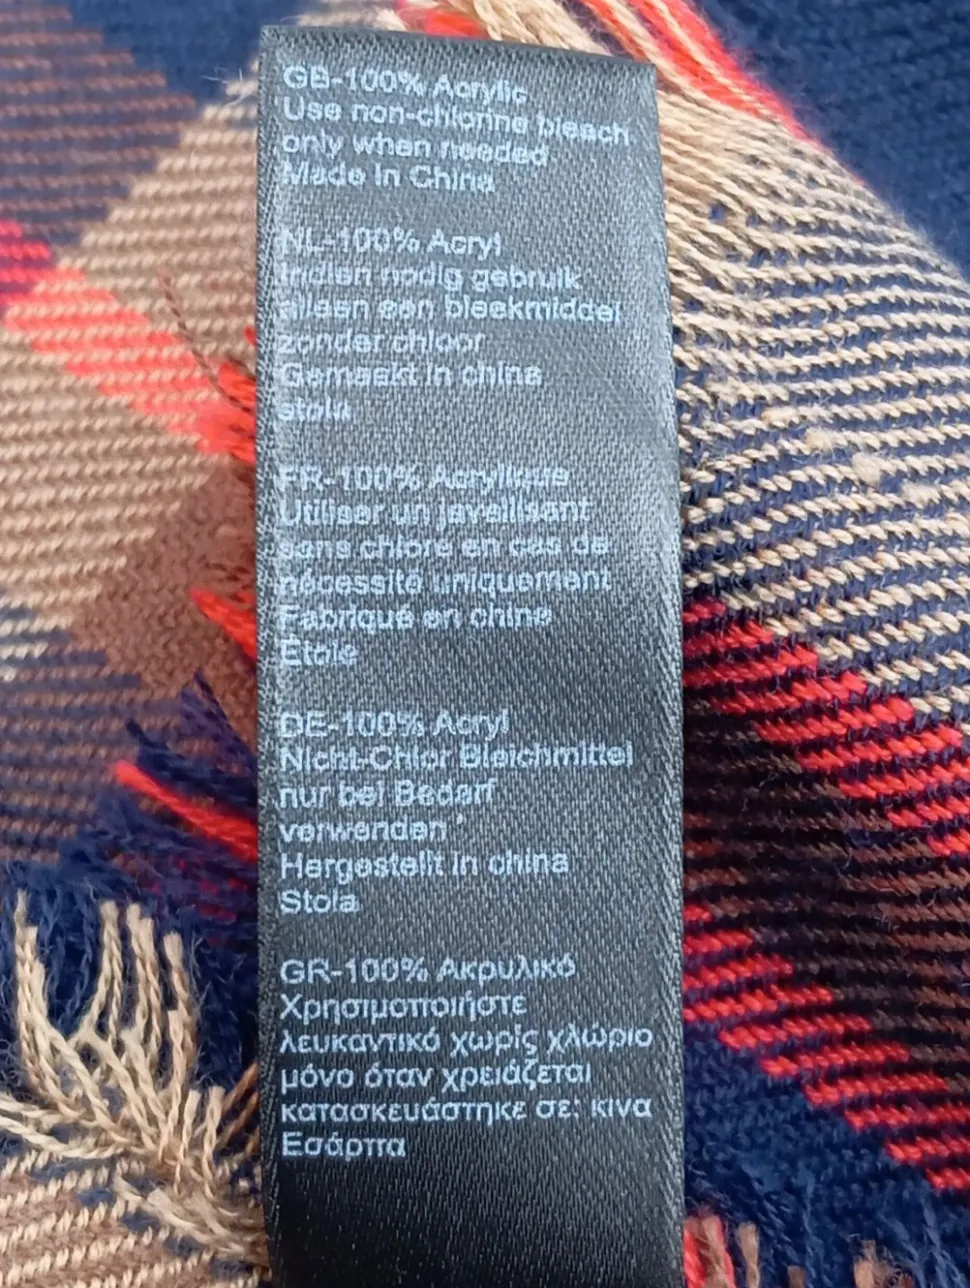 GB-100% Acrylic
Use non-chlorine bleach
only when needed
Made in China
NL-100% Acryl
Indien nodig gebruik
alleen een bleekmiddel
zonder chloor
Gemaakt in china
stola
FR-100% Acrylique
Utiliser un javellisant
sans chlore en cas de
nécessité uniquement
Fabriqué en chine
Etole
DE-100% Acryl
Nicht-Chlor Bleichmittel
nur bei Bedarf
verwenden
Hergestellt in china
Stola
GR-100% Ακρυλικό
Χρησιμοποιήστε
λευκαντικό χωρίς χλώριο
μόνο όταν χρειάζεται
κατασκευάστηκε σε: κινα
Εσάρπα